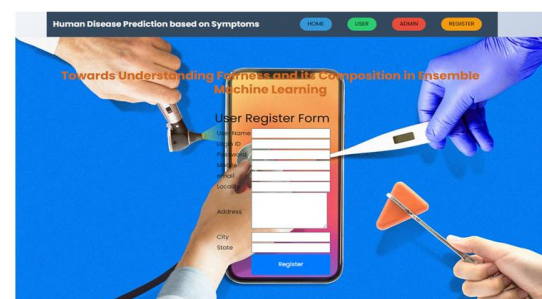 Human Disease Prediction based on Symptoms
HOME
USER
ADMIN
REGISTER
Towards Understanding Fairness and its Composition in Ensemble
Machine Learning
User Register Form
User Name
Login ID
Password
Mobile
email
Locality
Address
City
State
Register